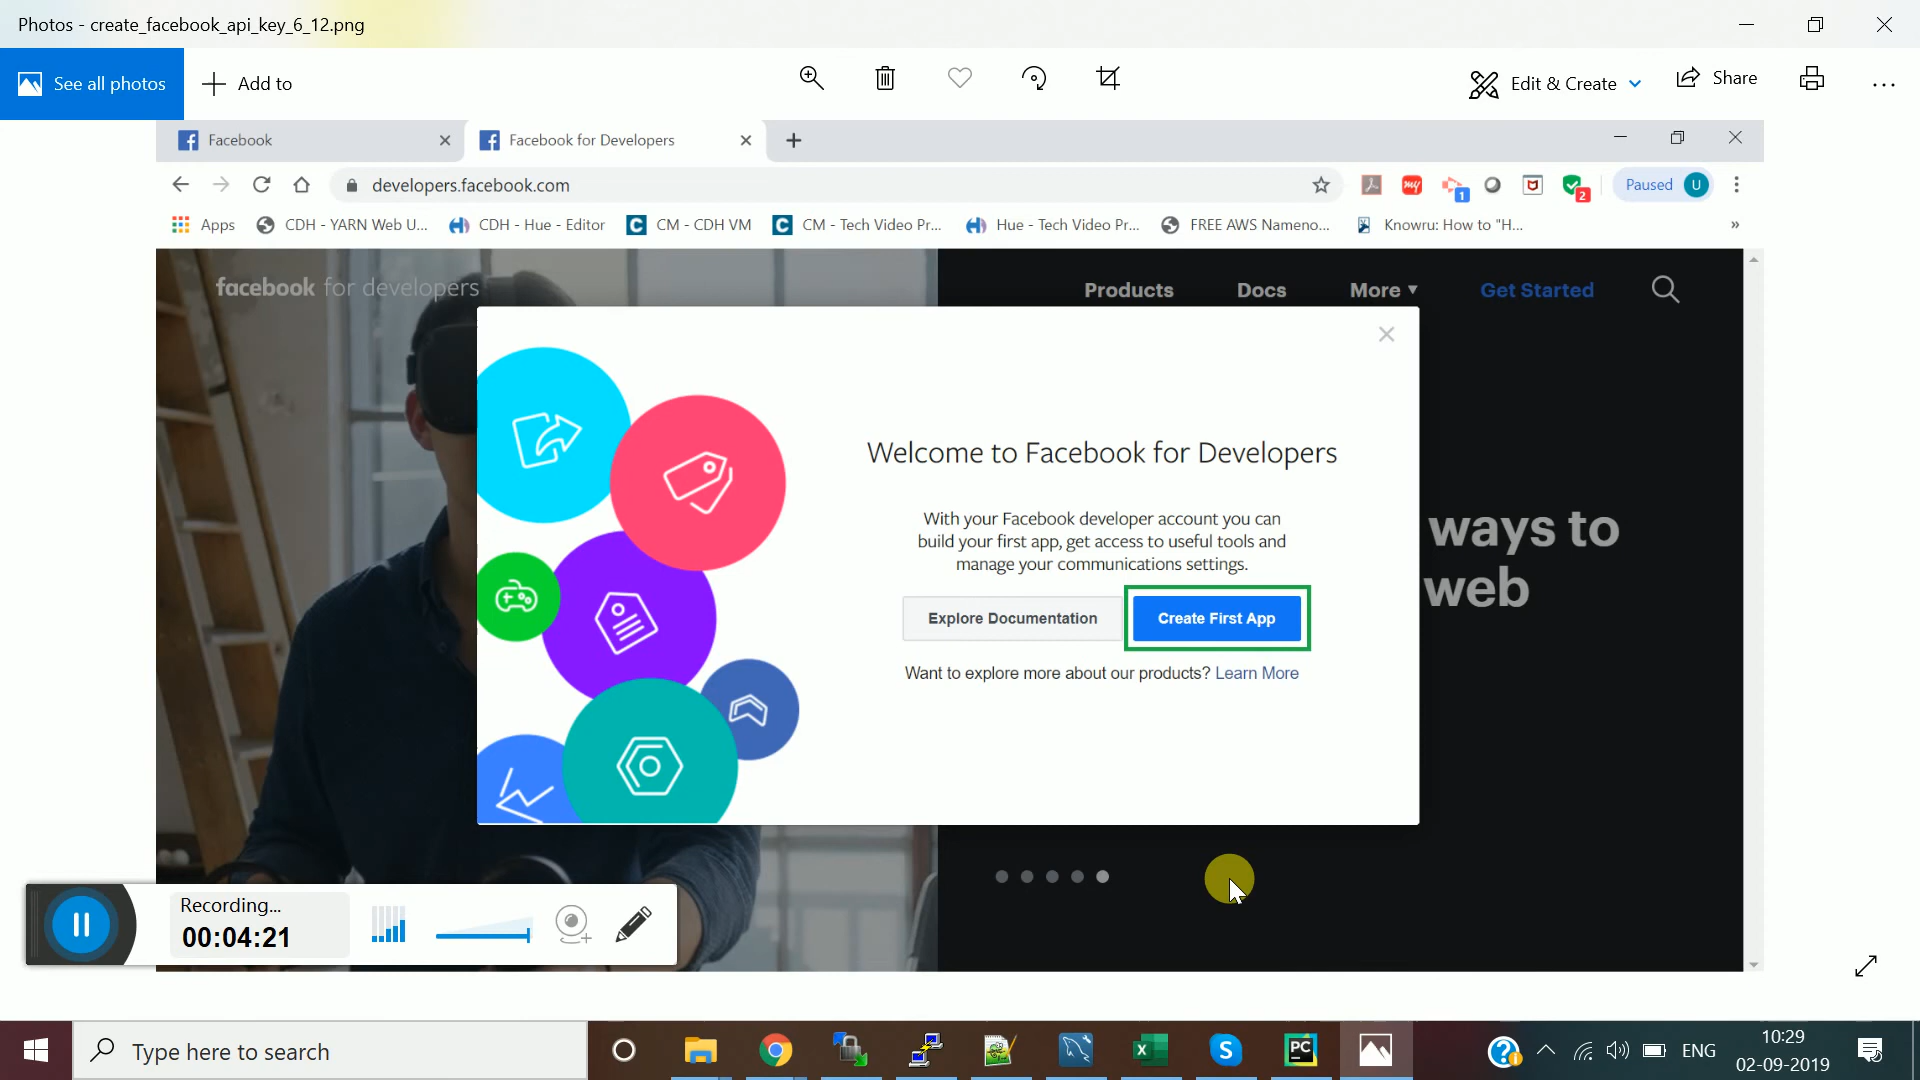 Photos - create_facebook_api_key_6_12.png
See all photos
Add to
Edit & Create
Share
Facebook
Facebook for Developers
developers.facebook.com
my
1
2
Paused
U
Apps
CDH - YARN Web U...
CDH - Hue - Editor
C
CM - CDH VM
C
CM - Tech Video Pr...
Hue - Tech Video Pr...
FREE AWS Nameno...
Knowru: How to "H...
»
facebook for developers
Products
Docs
More
Get Started
Welcome to Facebook for Developers
With your Facebook developer account you can
build your first app, get access to useful tools and
manage your communications settings.
Explore Documentation
Create First App
Want to explore more about our products? Learn More
ways to
web
Recording...
00:04:21
Type here to search
PC
ENG
10:29
02-09-2019